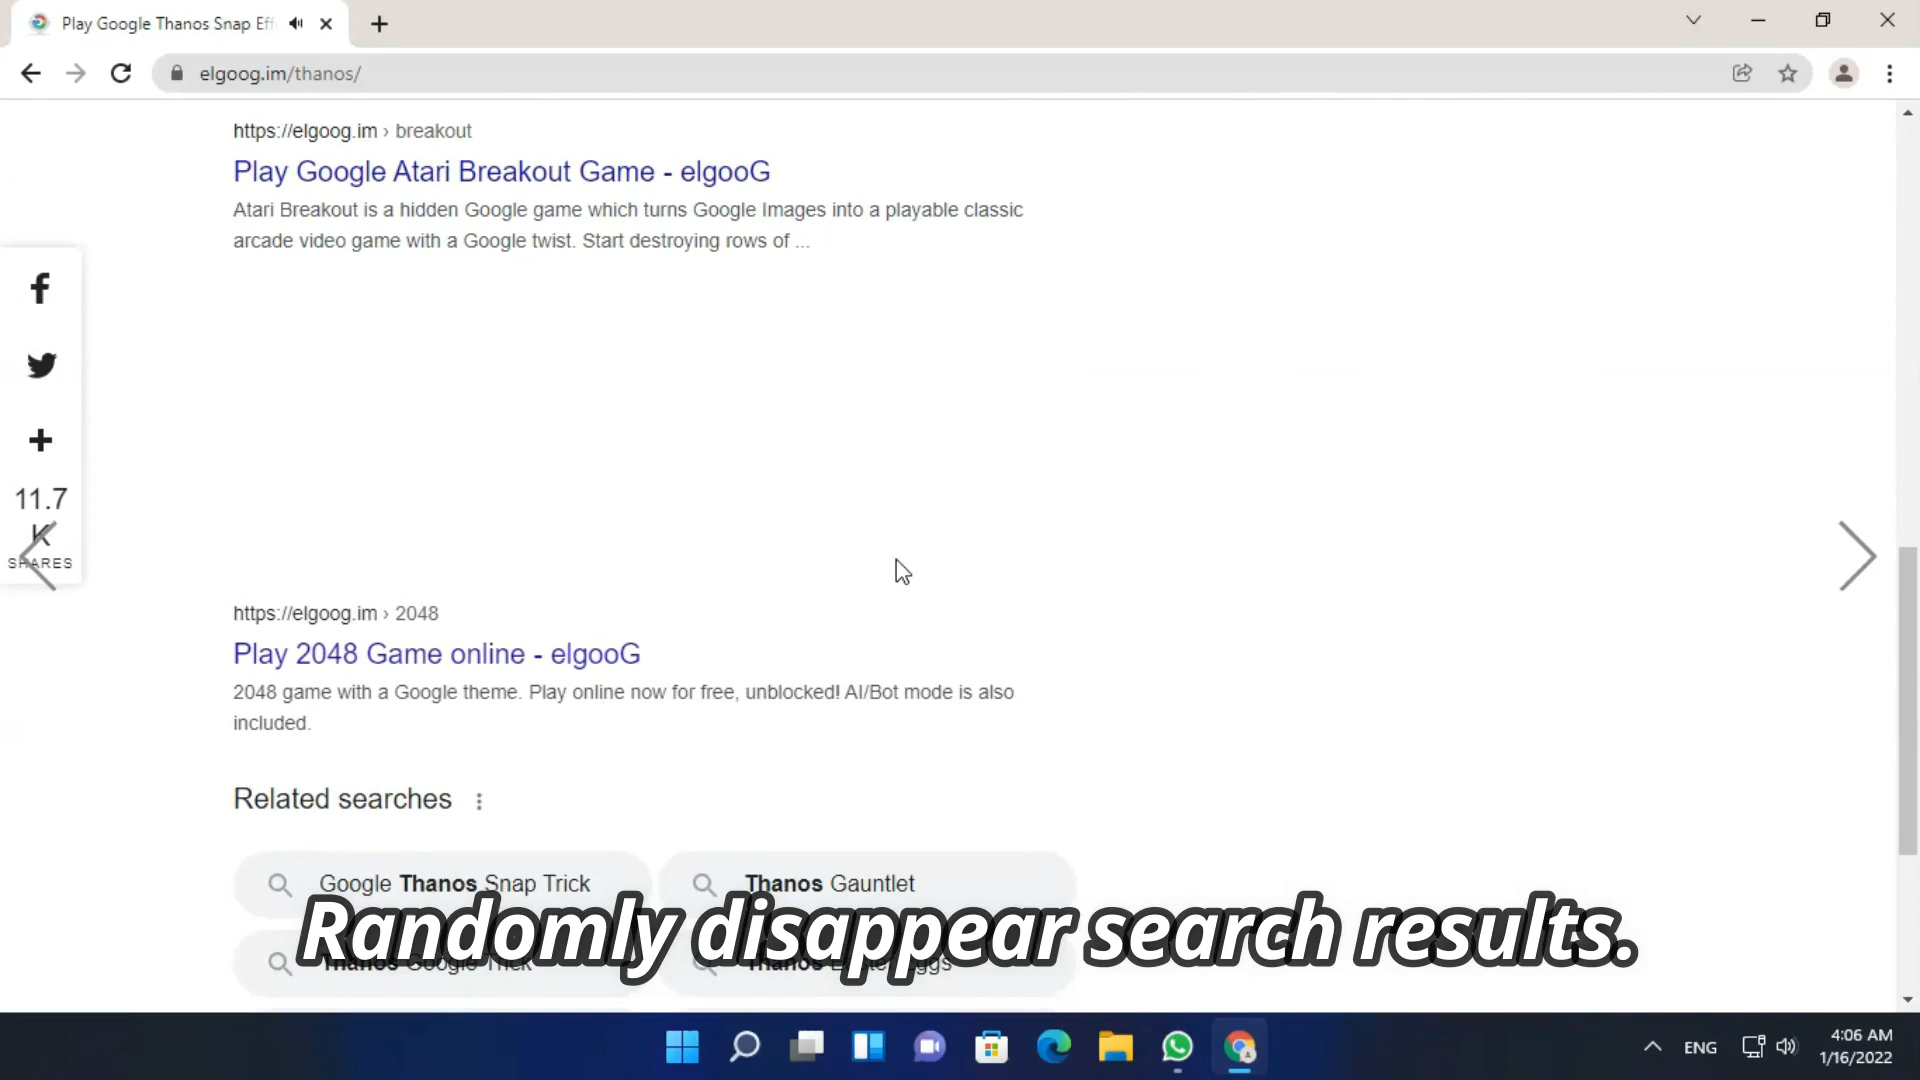 Play Google Thanos Snap Eff
elgoog.im/thanos/
https://elgoog.im › breakout
Play Google Atari Breakout Game - elgooG
Atari Breakout is a hidden Google game which turns Google Images into a playable classic
arcade video game with a Google twist. Start destroying rows of ...
11.7
K
SHARES
https://elgoog.im › 2048
Play 2048 Game online - elgooG
2048 game with a Google theme. Play online now for free, unblocked! AI/Bot mode is also
included.
Related searches
Google Thanos Snap Trick
Thanos Gauntlet
Thanos Google Trick
Thanos Easter Eggs
Randomly disappear search results.
ENG
4:06 AM
1/16/2022